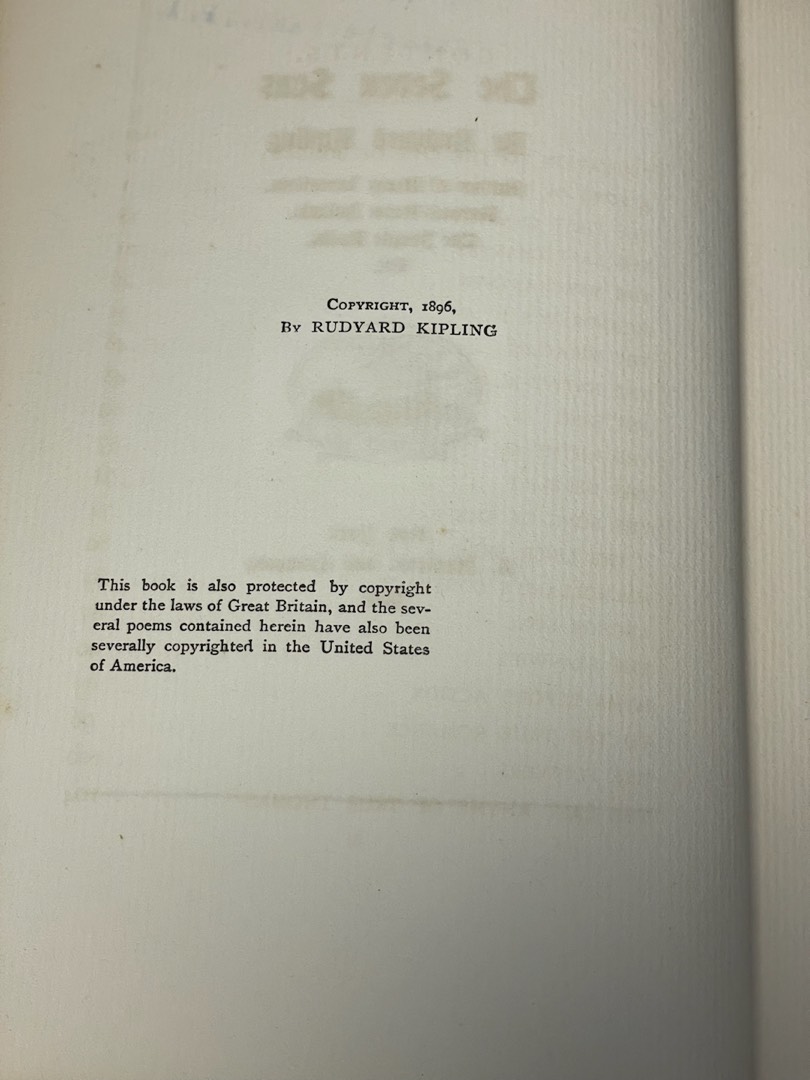 COPYRIGHT, 1896,
By RUDYARD KIPLING
This book is also protected by copyright
under the laws of Great Britain, and the sev-
eral poems contained herein have also been
severally copyrighted in the United States
of America.